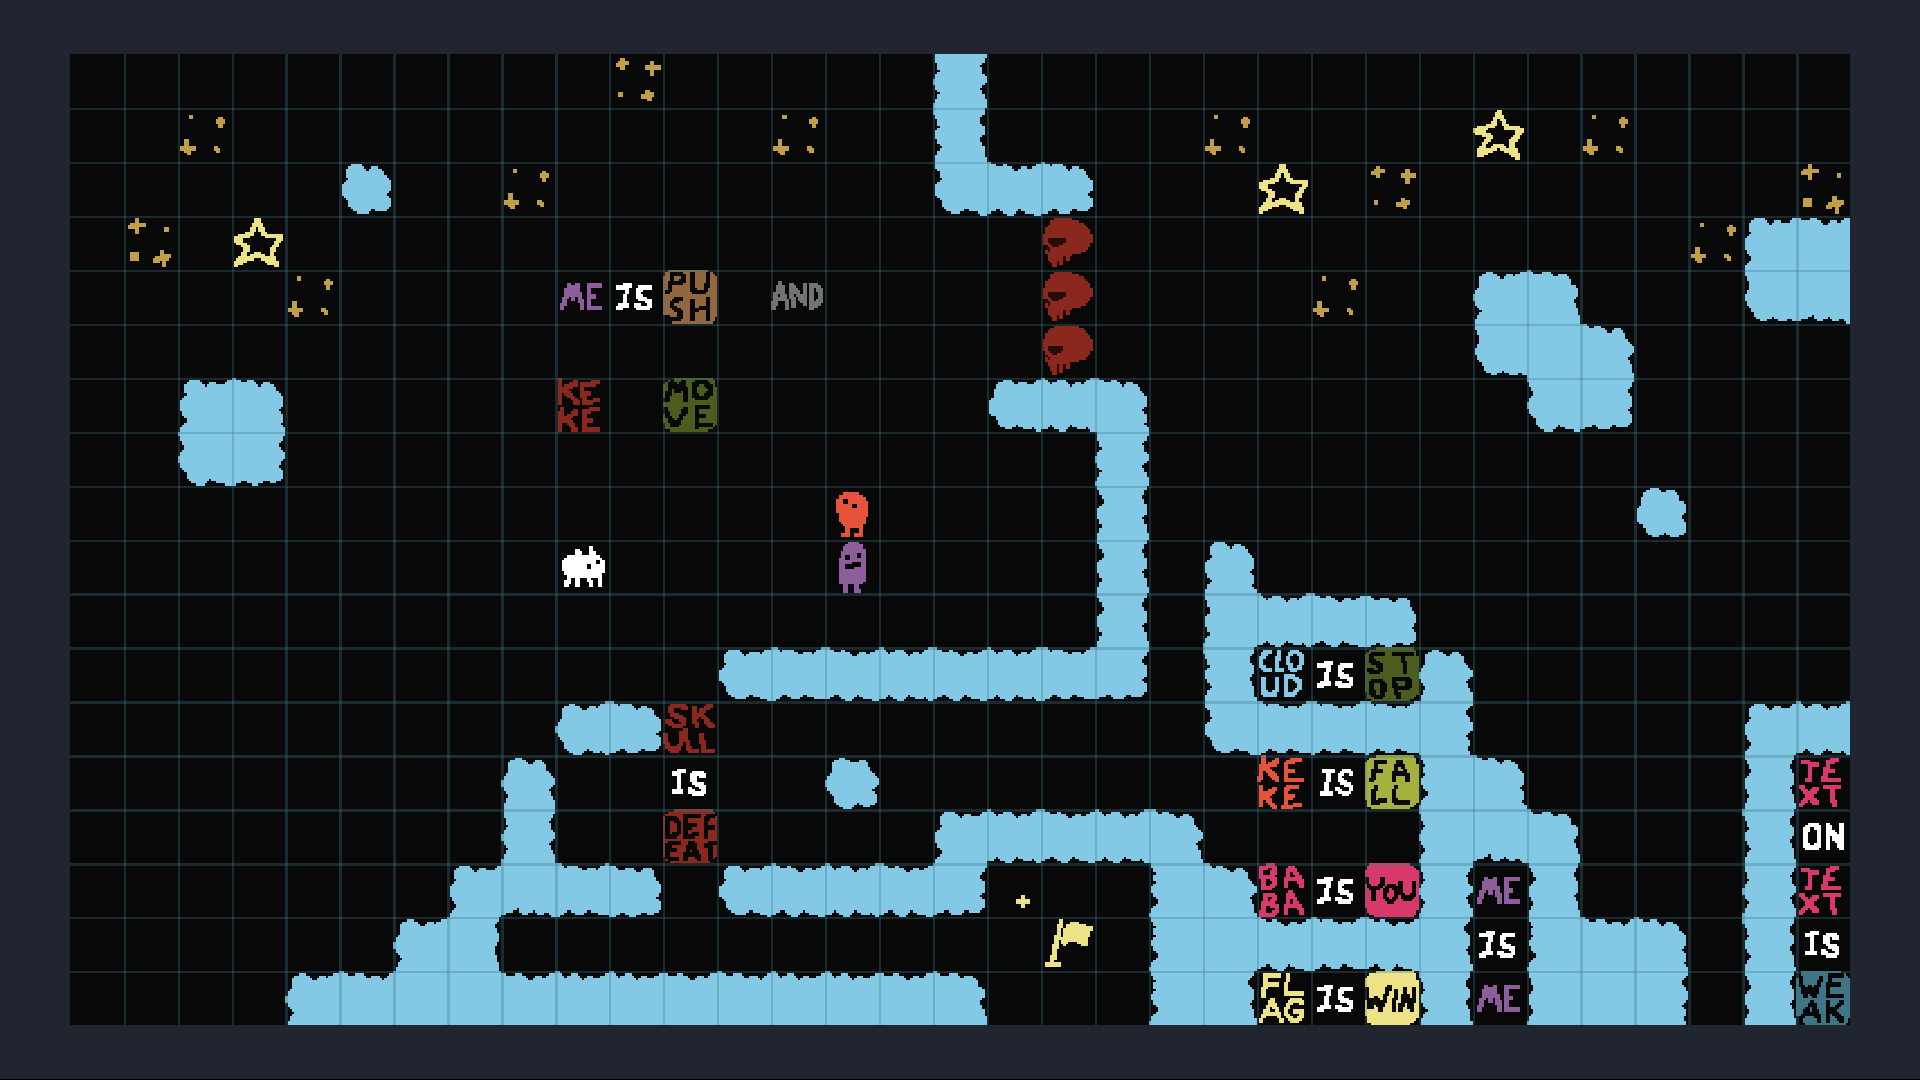 ME IS PUSH AND
KEKE MOVE
CLOUD IS STOP
SKULL
IS
DEFEAT
KEKE IS FALL
BABA IS YOU
FLAG IS WIN
ME
IS
ME
TEXT
ON
TEXT
IS
WEAK